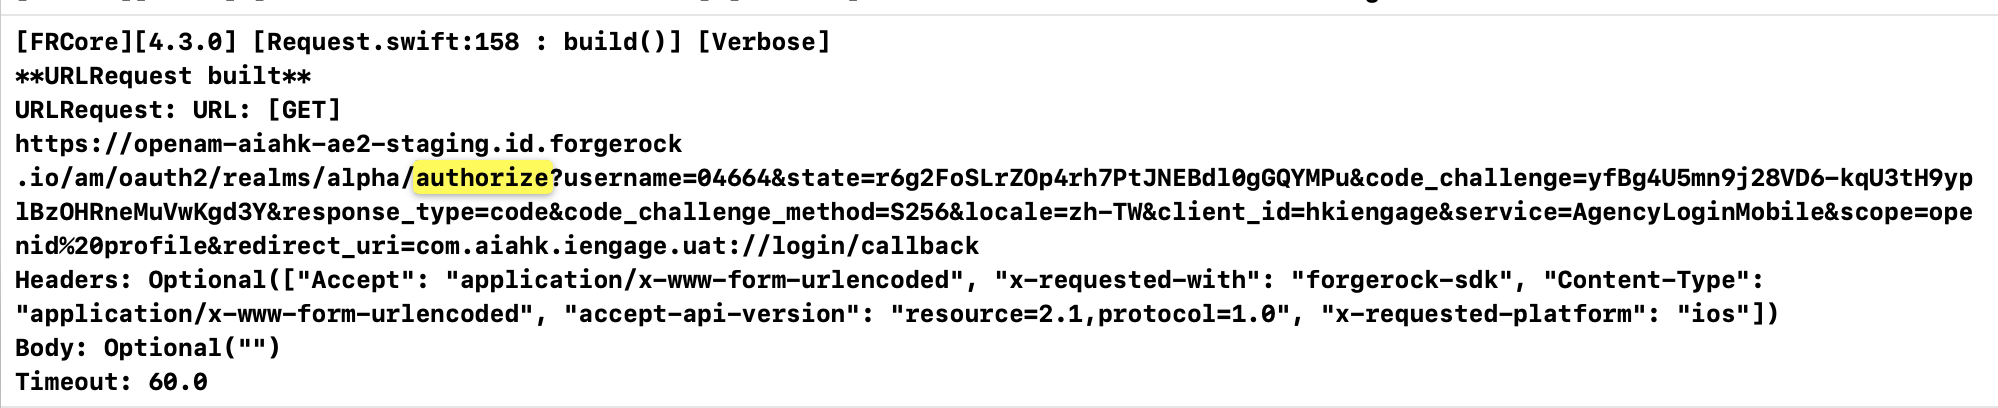 [FRCore][4.3.0] [Request.swift:158 : build()] [Verbose]
**URLRequest built**
URLRequest: URL: [GET]
https://openam-aiahk-ae2-staging.id.forgerock
.io/am/oauth2/realms/alpha/authorize?username=04664&state=r6g2FoSLrZOp4rh7PtJNEBdl0gGQYMPu&code_challenge=yfBg4U5mn9j28VD6-kqU3tH9yp
lBzOHRneMuVwKgd3Y&response_type=code&code_challenge_method=S256&locale=zh-TW&client_id=hkiengage&service=AgencyLoginMobile&scope=ope
nid%20profile&redirect_uri=com.aiahk.iengage.uat://login/callback
Headers: Optional(["Accept": "application/x-www-form-urlencoded", "x-requested-with": "forgerock-sdk", "Content-Type":
"application/x-www-form-urlencoded", "accept-api-version": "resource=2.1,protocol=1.0", "x-requested-platform": "ios"])
Body: Optional("")
Timeout: 60.0